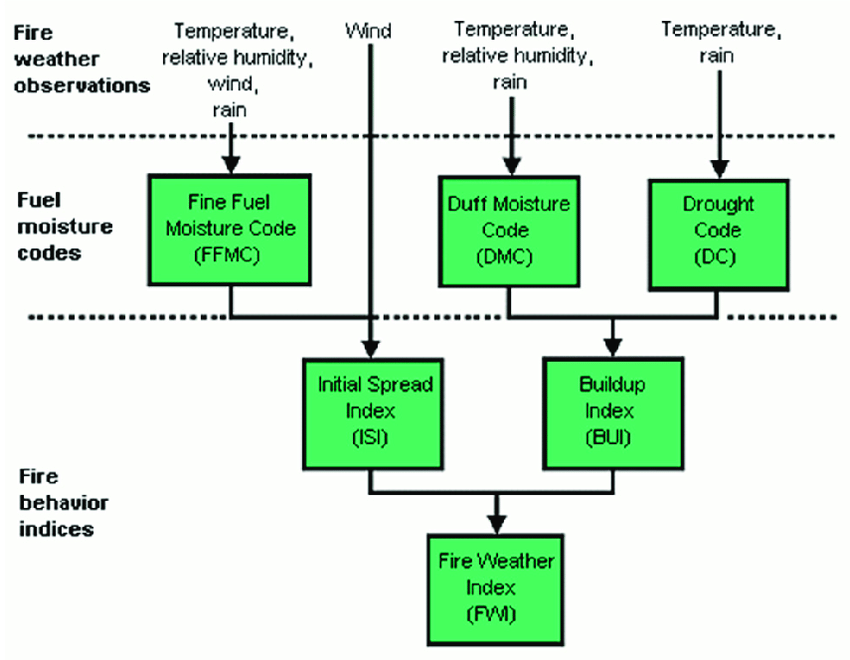 Fire
weather
observations
Temperature,
relative humidity,
wind,
rain
Wind
Temperature,
relative humidity,
rain
Temperature,
rain
Fuel
moisture
codes
Fine Fuel
Moisture Code
(FFMC)
Duff Moisture
Code
(DMC)
Drought
Code
(DC)
Fire
behavior
indices
Initial Spread
Index
(ISI)
Buildup
Index
(BUI)
Fire Weather
Index
(FWI)